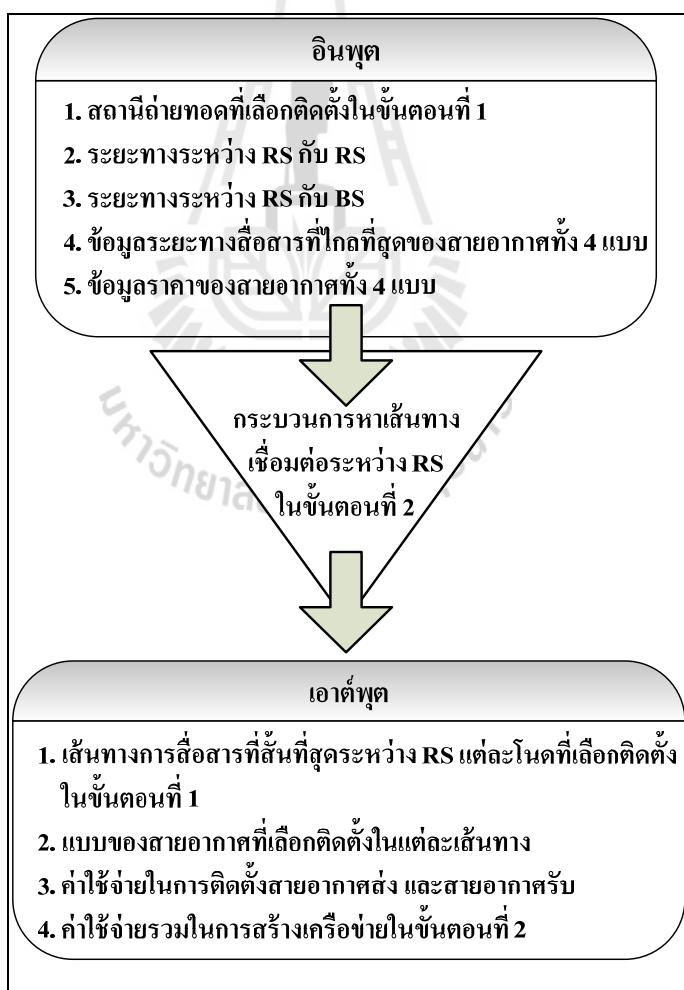 อินพุต
1. สถานีถ่ายทอดที่เลือกติดตั้งในขั้นตอนที่ 1
2. ระยะทางระหว่าง RS กับ RS
3. ระยะทางระหว่าง RS กับ BS
4. ข้อมูลระยะทางสื่อสารที่ไกลที่สุดของสายอากาศทั้ง 4 แบบ
5. ข้อมูลราคาของสายอากาศทั้ง 4 แบบ
กระบวนการหาเส้นทาง
เชื่อมต่อระหว่าง RS
ในขั้นตอนที่ 2
เอาต์พุต
1. เส้นทางการสื่อสารที่สั้นที่สุดระหว่าง RS แต่ละโนดที่เลือกติดตั้ง
ในขั้นตอนที่ 1
2. แบบของสายอากาศที่เลือกติดตั้งในแต่ละเส้นทาง
3. ค่าใช้จ่ายในการติดตั้งสายอากาศส่ง และสายอากาศรับ
4. ค่าใช้จ่ายรวมในการสร้างเครือข่ายในขั้นตอนที่ 2